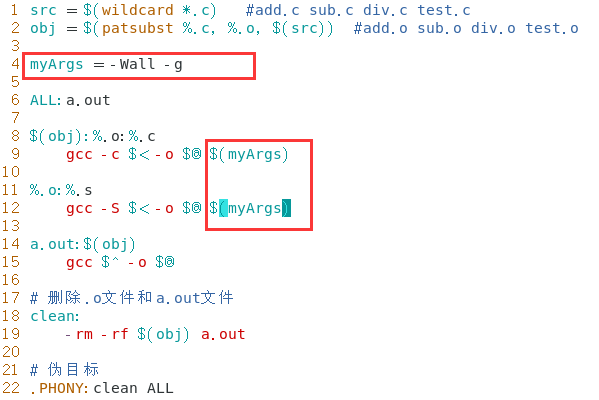 1 src = $(wildcard *.c)   #add.c sub.c div.c test.c
2 obj = $(patsubst %.c, %.o, $(src))  #add.o sub.o div.o test.o
3
4 myArgs =-Wall -g
5
6 ALL:a.out
7
8 $(obj):%.o:%.c
9     gcc -c $< -o $@ $(myArgs)
10
11 %.o:%.s
12     gcc -S $< -o $@ $(myArgs)
13
14 a.out:$(obj)
15     gcc $^ -o $@
16
17 # 删除.o文件和a.out文件
18 clean:
19     -rm -rf $(obj) a.out
20
21 # 伪目标
22 .PHONY:clean ALL